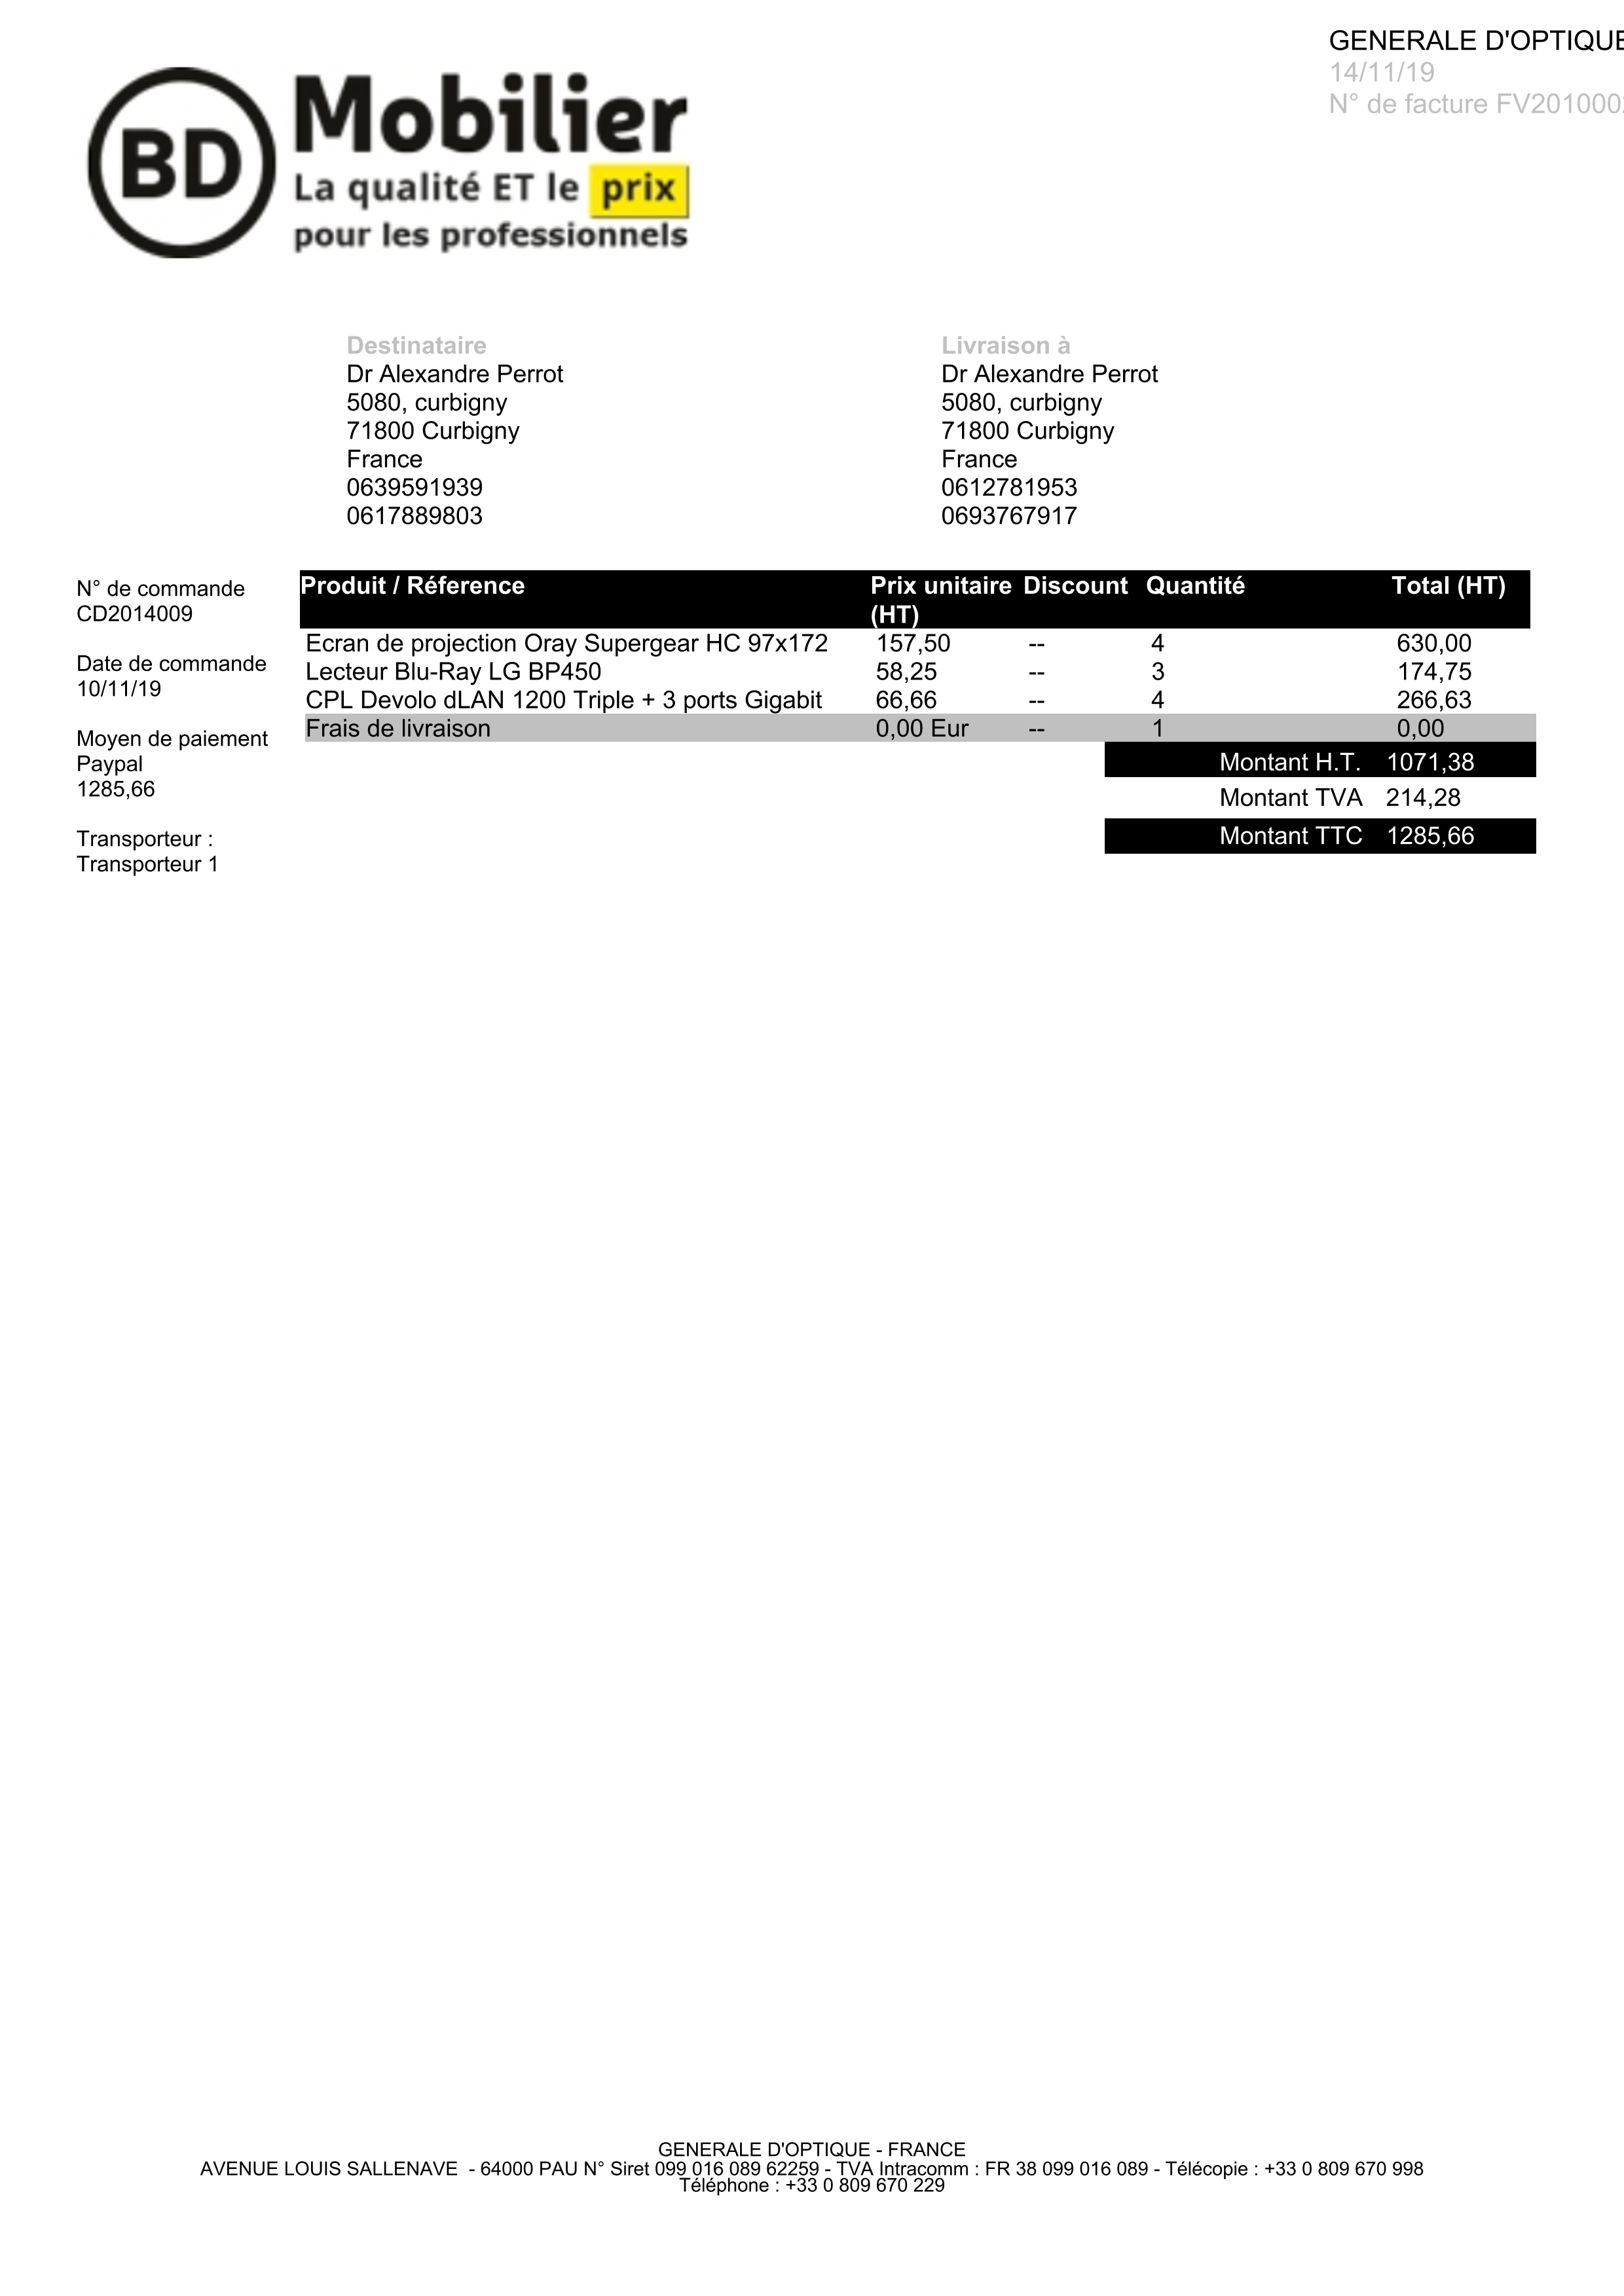 GENERALE D'OPTIQUE
14/11/19
N° de facture
BD
Mobilier
La qualité ET le prix
pour les professionnels
Destinataire
Dr Alexandre Perrot
5080, curbigny
71800 Curbigny
France
0639591939
0617889803
Livraison à
Dr Alexandre Perrot
5080, curbigny
71800 Curbigny
France
0612781953
0693767917
N° de commande
CD2014009
Date de commande
10/11/19
Moyen de paiement
Paypal
1285,66
Transporteur :
Transporteur 1
Produit / Réference Prix unitaire (HT) Discount Quantité Total (HT)
Ecran de projection Oray Supergear HC 97x172 157,50 -- 4 630,00
Lecteur Blu-Ray LG BP450 58,25 -- 3 174,75
CPL Devolo dLAN 1200 Triple + 3 ports Gigabit 66,66 -- 4 266,63
Frais de livraison 0,00 Eur -- 1 0,00
Montant H.T. 1071,38
Montant TVA 214,28
Montant TTC 1285,66
GENERALE D'OPTIQUE - FRANCE
AVENUE LOUIS SALLENAVE - 64000 PAU N° Siret 099 016 089 62259 - TVA Intracomm : FR 38 099 016 089 - Télécopie : +33 0 809 670 998
Téléphone : +33 0 809 670 229